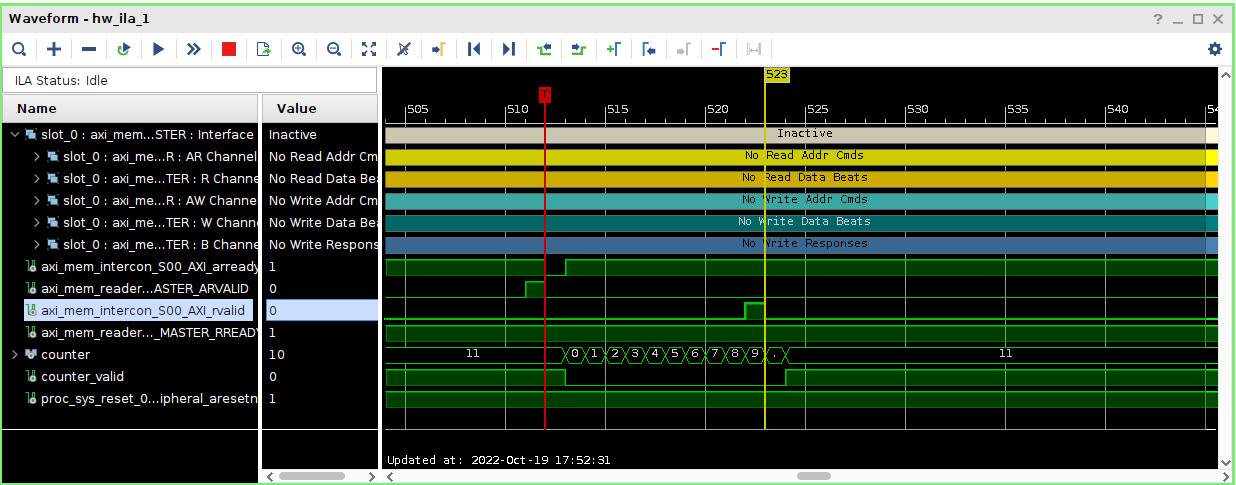 Waveform - hw_ila_1
ILA Status: Idle
Name Value
523
505 510 515 520 525 530 535 540 54
T
slot_0 : axi_mem...STER : Interface Inactive Inactive
slot_0 : axi_me...R : AR Channel No Read Addr Cm No Read Addr Cmds
slot_0 : axi_me...TER : R Channe No Read Data Bea No Read Data Beats
slot_0 : axi_me...R : AW Channe No Write Addr Cm No Write Addr Cmds
slot_0 : axi_me...TER : W Chann No Write Data Be No Write Data Beats
slot_0 : axi_me...TER : B Channe No Write Respons No Write Responses
axi_mem_intercon_S00_AXI_arready 1
axi_mem_reader...ASTER_ARVALID 0
axi_mem_intercon_S00_AXI_rvalid 0
axi_mem_reader..._MASTER_RREADY 1
counter 10 11 0 1 2 3 4 5 6 7 8 9 . 11
counter_valid 0
proc_sys_reset_0...ipheral_aresetn 1
Updated at: 2022-Oct-19 17:52:31